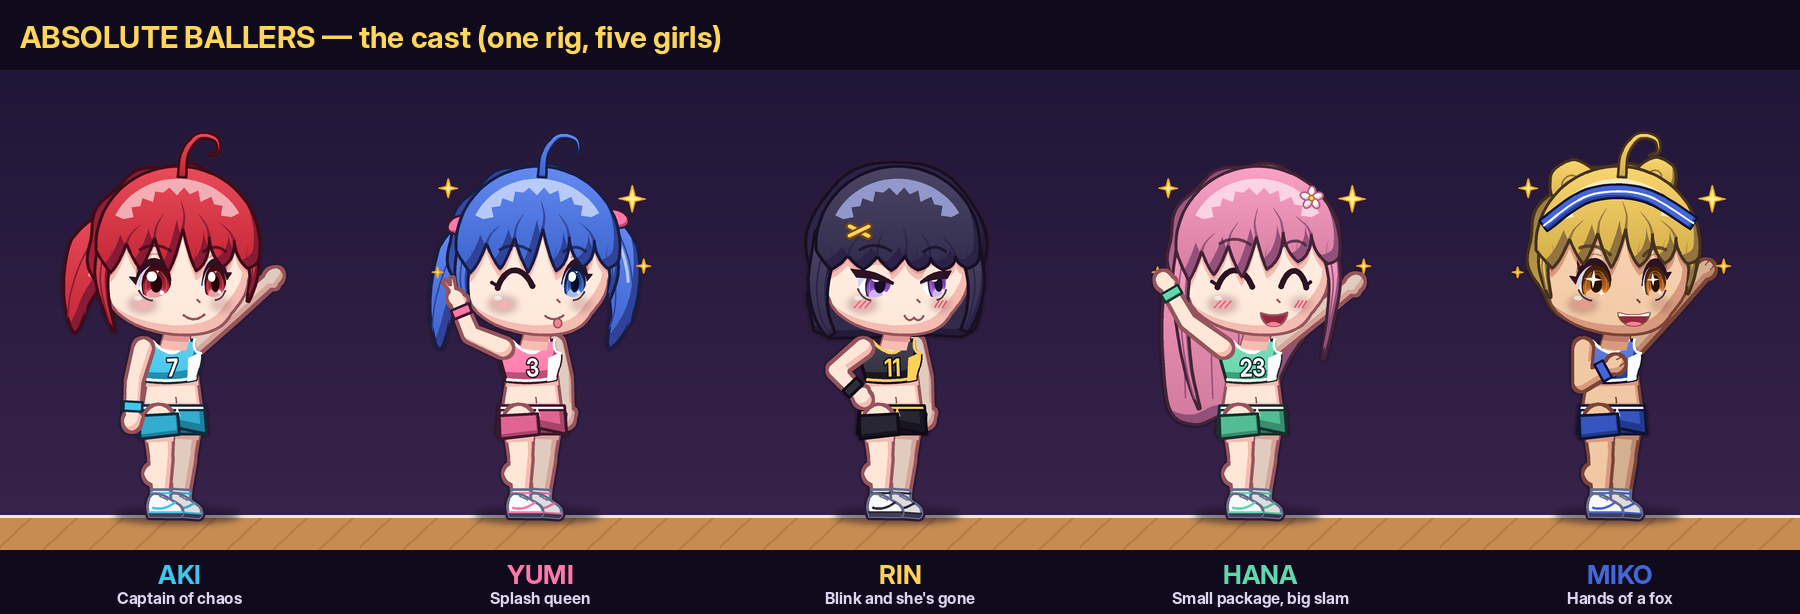 ABSOLUTE BALLERS — the cast (one rig, five girls)
7
3
11
23
AKI
Captain of chaos
YUMI
Splash queen
RIN
Blink and she's gone
HANA
Small package, big slam
MIKO
Hands of a fox